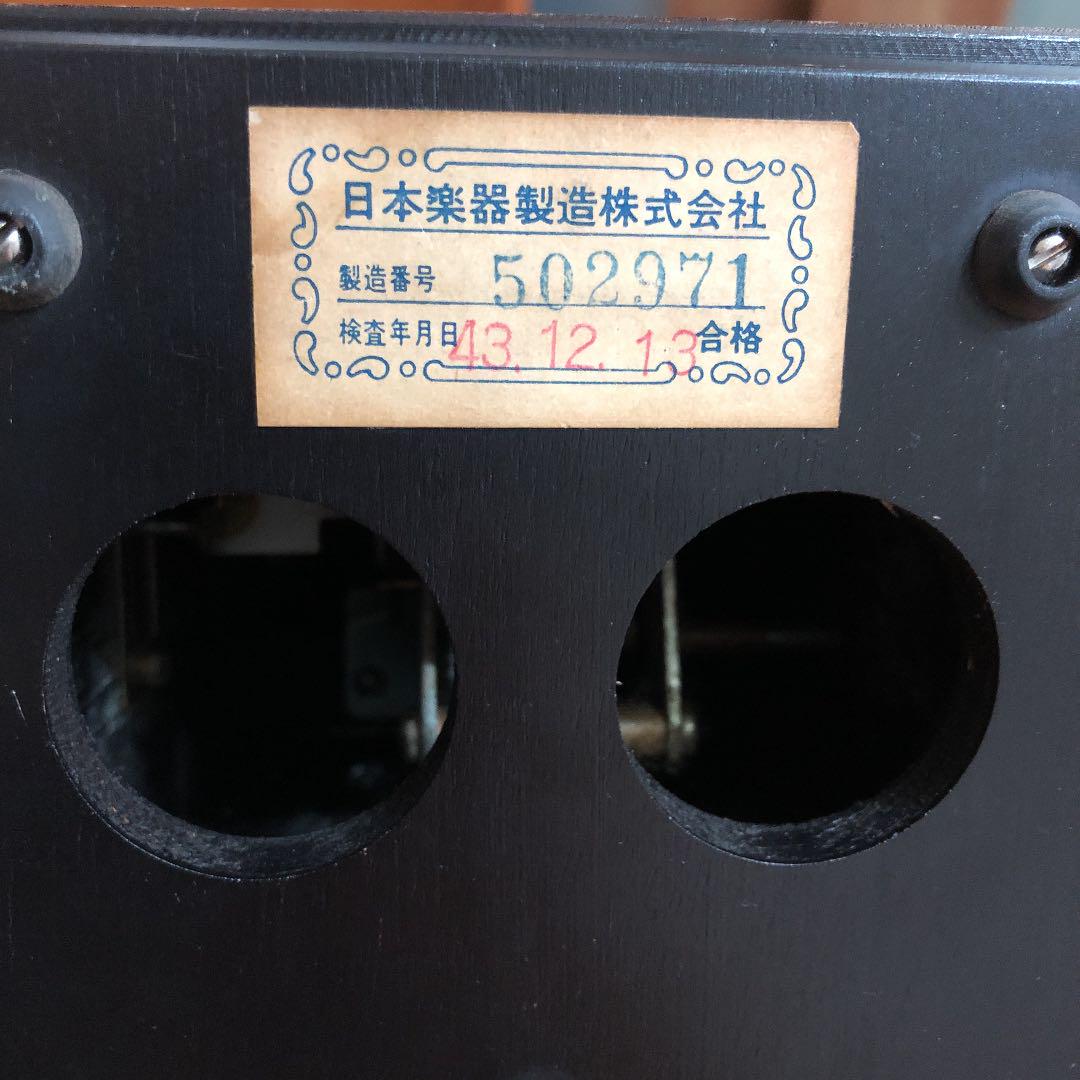 日本楽器製造株式会社
製造番号 502971
検査年月日 43.12.13 合格